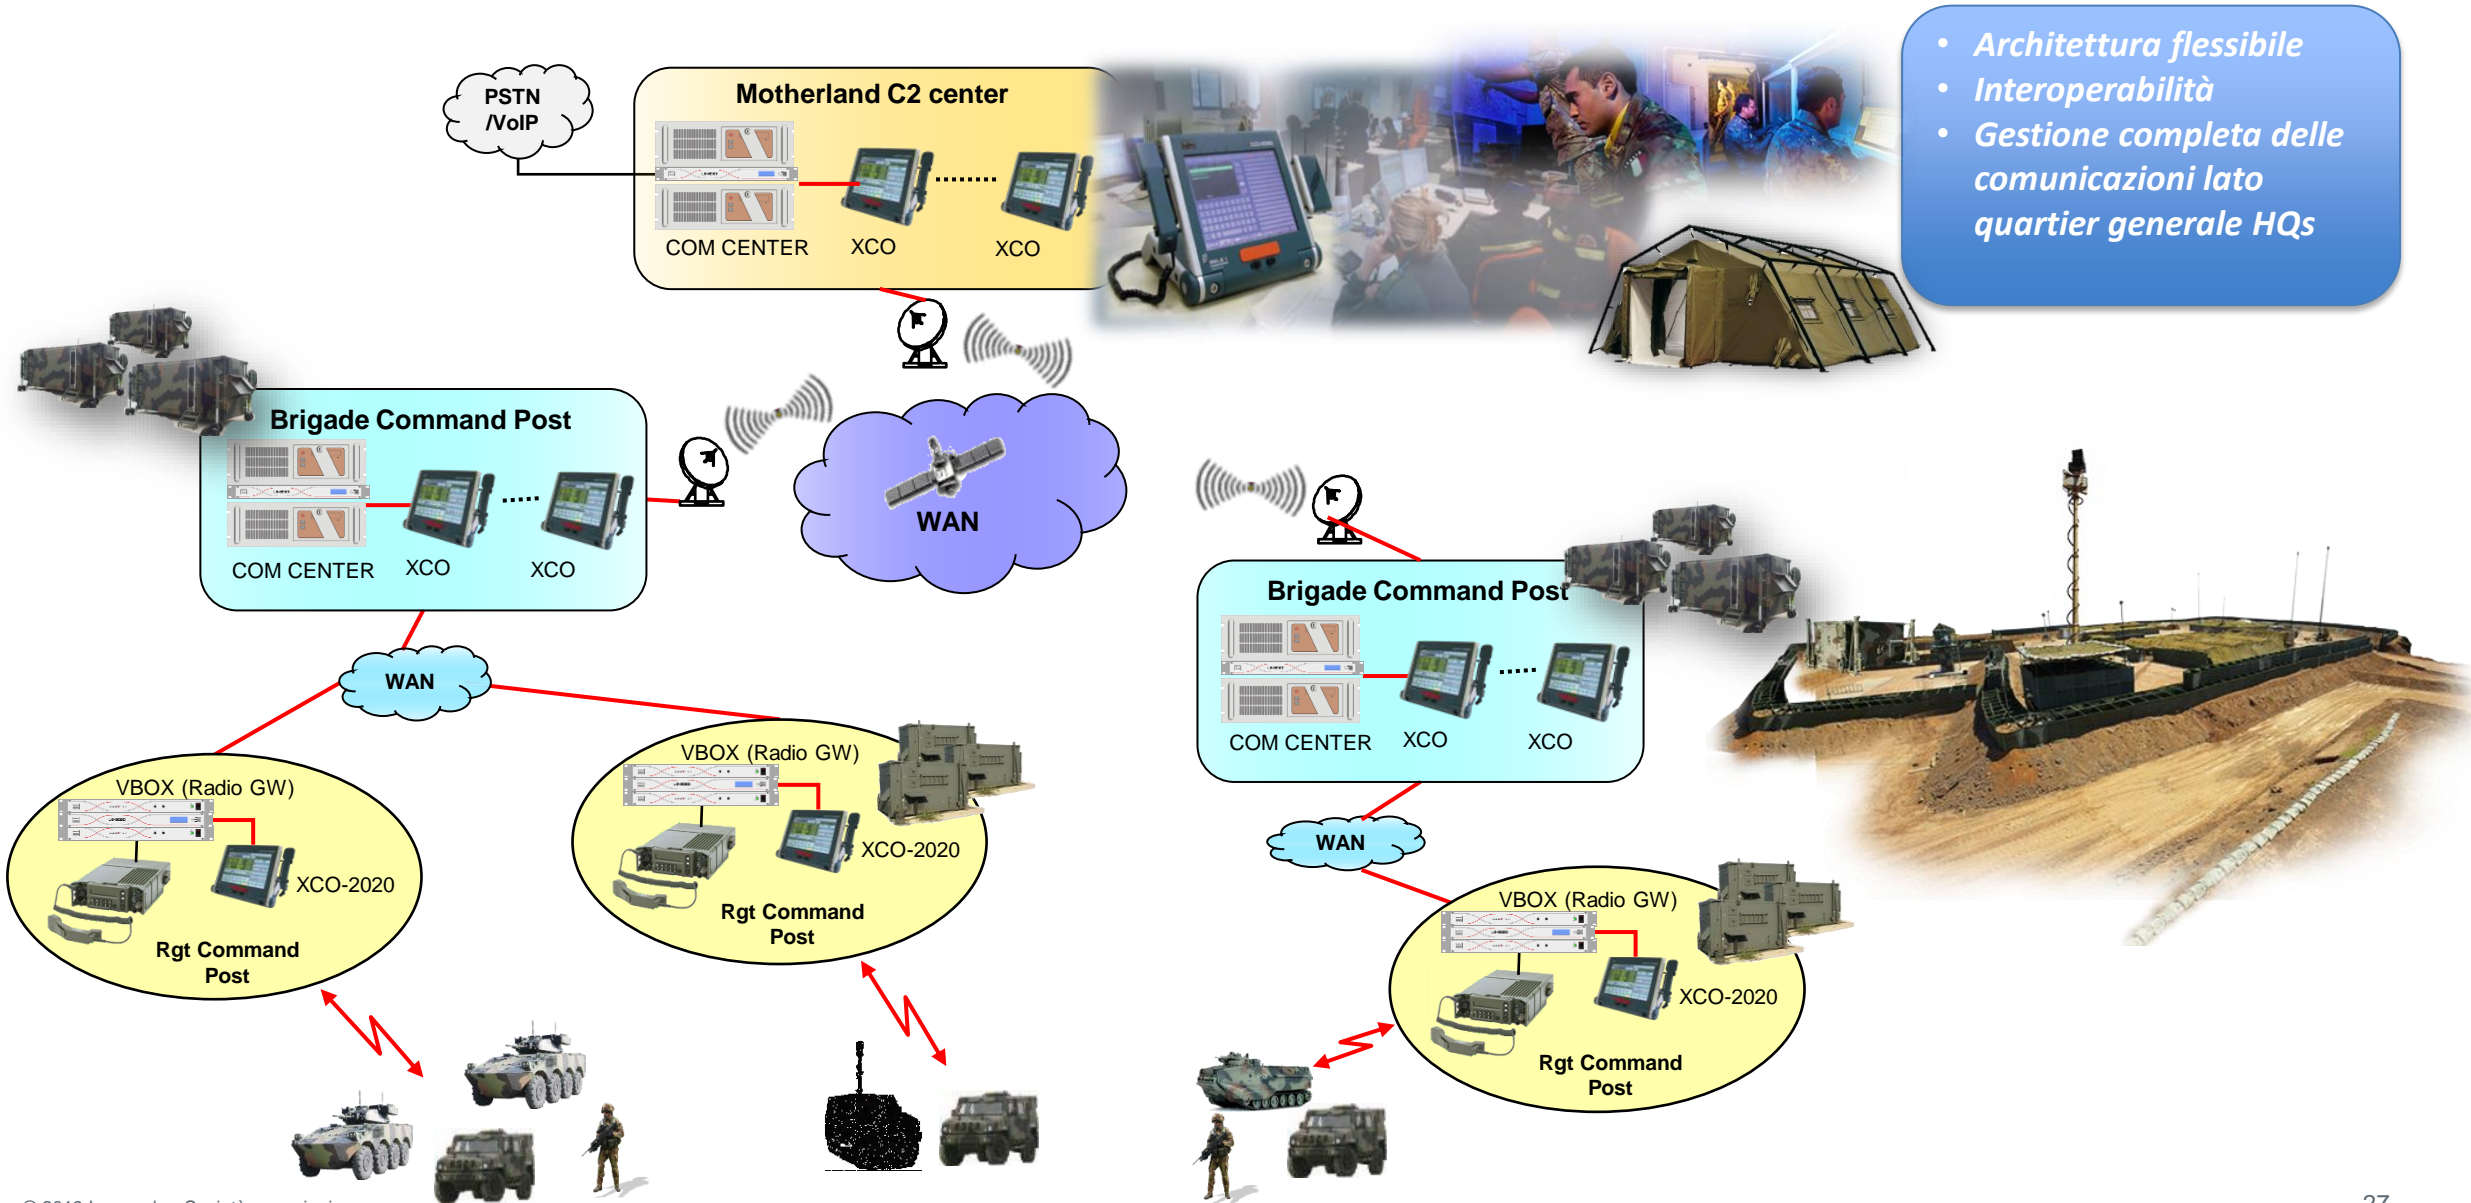 PSTN
/VoIP
Motherland C2 center
COM CENTER
XCO
XCO
• Architettura flessibile
• Interoperabilità
• Gestione completa delle
comunicazioni lato
quartier generale HQs
Brigade Command Post
COM CENTER
XCO
XCO
WAN
WAN
Brigade Command Post
COM CENTER
XCO
XCO
WAN
VBOX (Radio GW)
XCO-2020
Rgt Command
Post
VBOX (Radio GW)
XCO-2020
Rgt Command
Post
VBOX (Radio GW)
XCO-2020
Rgt Command
Post
27